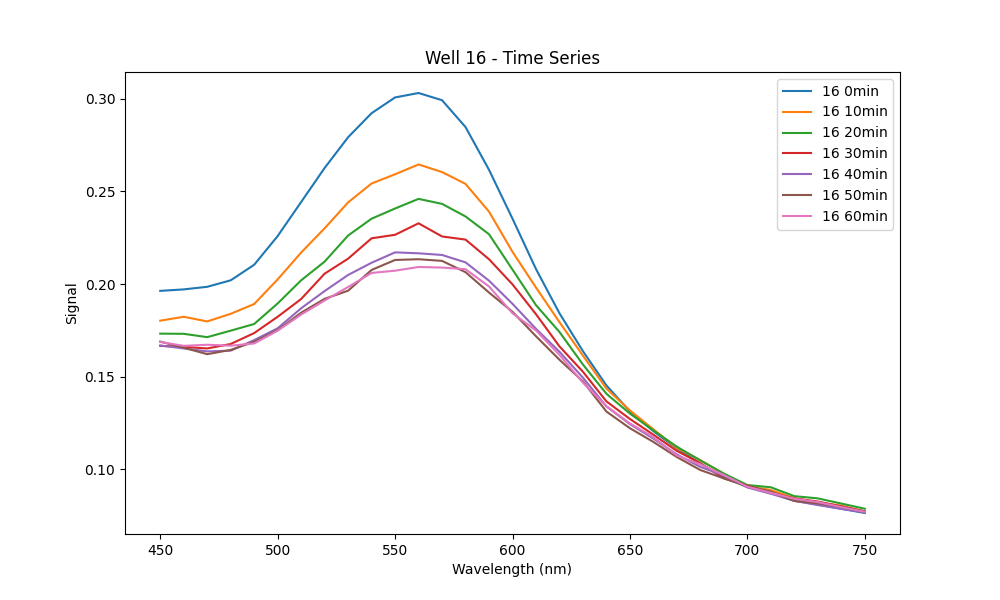 Well 16 - Time Series
Signal
0.30
0.25
0.20
0.15
0.10
16 0min
16 10min
16 20min
16 30min
16 40min
16 50min
16 60min
450 500 550 600 650 700 750
Wavelength (nm)